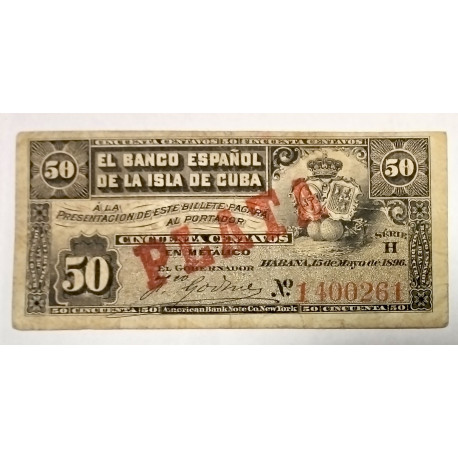 CINCUENTA CENTAVOS 50 CINCUENTA CENTAVOS
50 EL BANCO ESPAÑOL 50
DE LA ISLA DE CUBA
Á LA
PRESENTACION DE ESTE BILLETE PAGARÁ
AL PORTADOR
CINCUENTA CENTAVOS
EN METÁLICO
PLATA
SÉRIE
H
EL GOBERNADOR
HABANA, 15 de Mayo de 1896.
50
No. 1400261
50 CINCUENTA 50 American Bank Note Co. New York 50 CINCUENTA 50